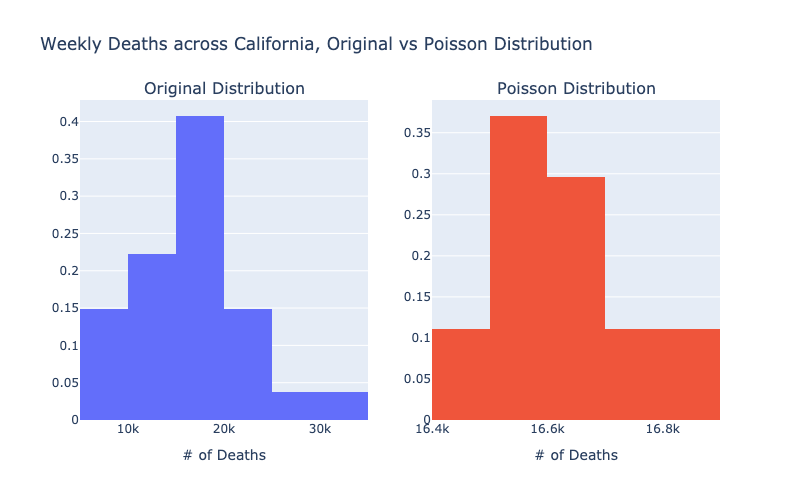 Weekly Deaths across California, Original vs Poisson Distribution
Original Distribution
Poisson Distribution
0.4
0.35
0.3
0.25
0.2
0.15
0.1
0.05
0
10k
20k
30k
# of Deaths
0.35
0.3
0.25
0.2
0.15
0.1
0.05
0
16.4k
16.6k
16.8k
# of Deaths